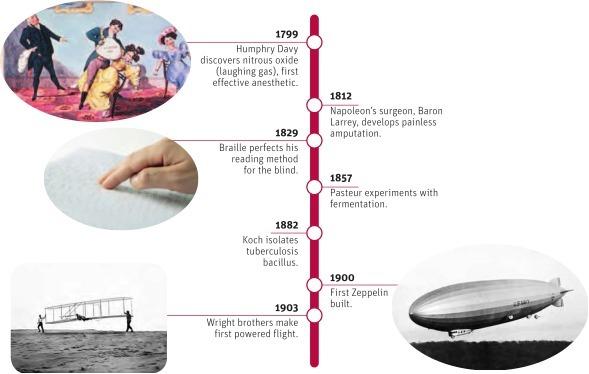 1799
Humphry Davy
discovers nitrous oxide
(laughing gas), first
effective anesthetic.
1812
Napoleon's surgeon, Baron
Larrey, develops painless
amputation.
1829
Braille perfects his
reading method
for the blind.
1857
Pasteur experiments with
fermentation.
1882
Koch isolates
tuberculosis
bacillus.
1900
First Zeppelin
built.
1903
Wright brothers make
first powered flight.